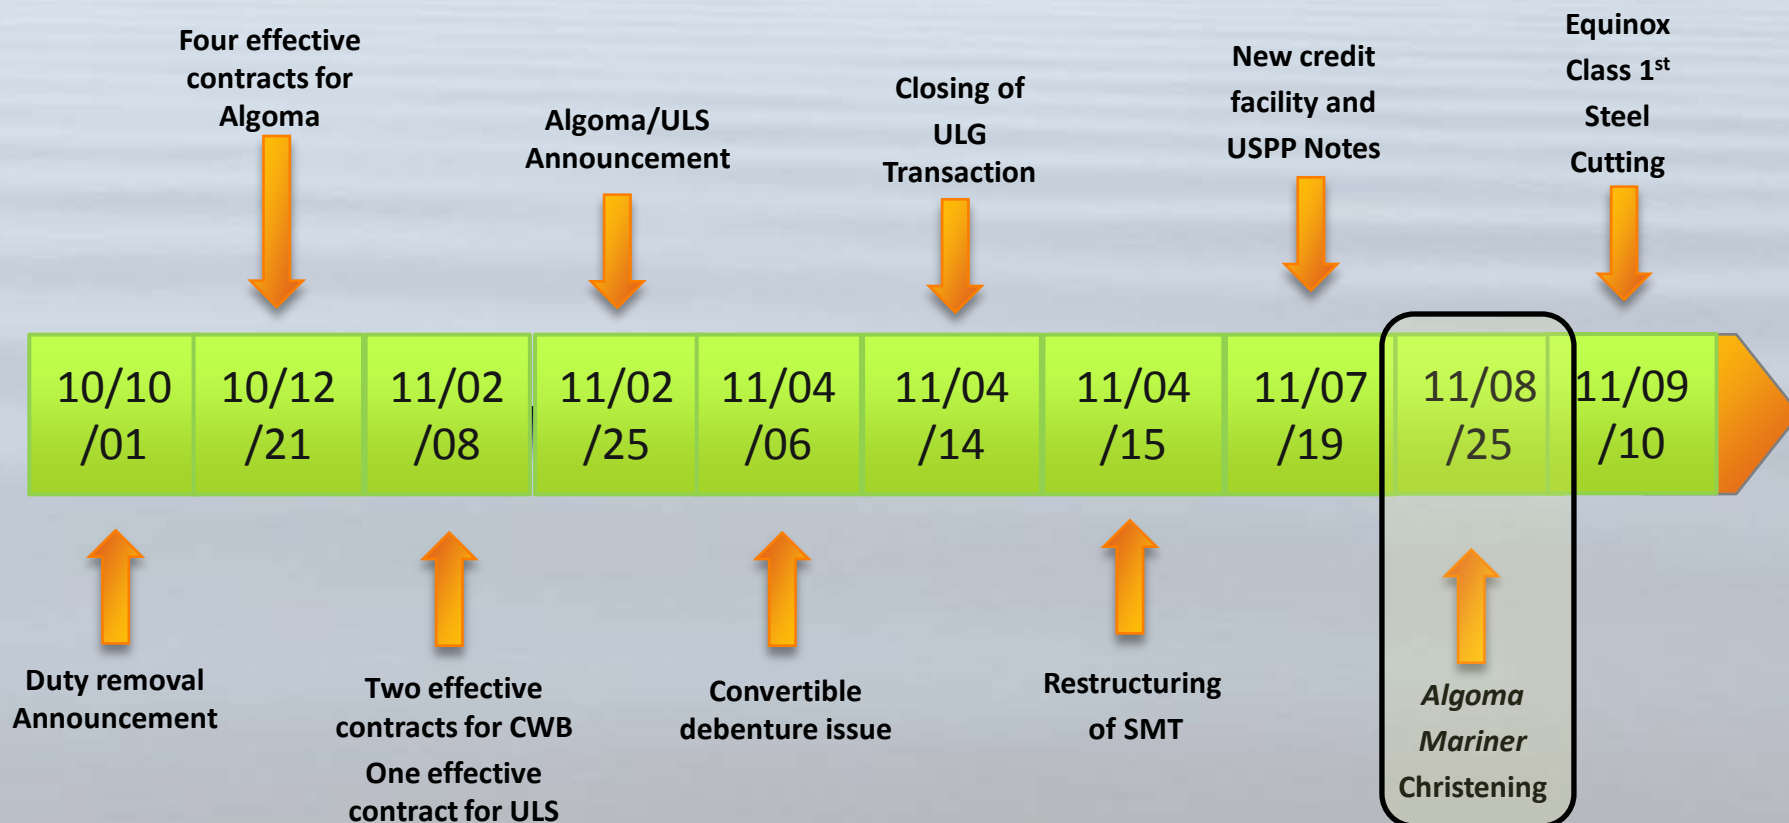 Four effective
contracts for
Algoma
Algoma/ULS
Announcement
Closing of
ULG
Transaction
New credit
facility and
USPP Notes
Equinox
Class 1st
Steel
Cutting
10/10
/01
10/12
/21
11/02
/08
11/02
/25
11/04
/06
11/04
/14
11/04
/15
11/07
/19
11/08
/25
11/09
/10
Duty removal
Announcement
Two effective
contracts for CWB
One effective
contract for ULS
Convertible
debenture issue
Restructuring
of SMT
Algoma
Mariner
Christening